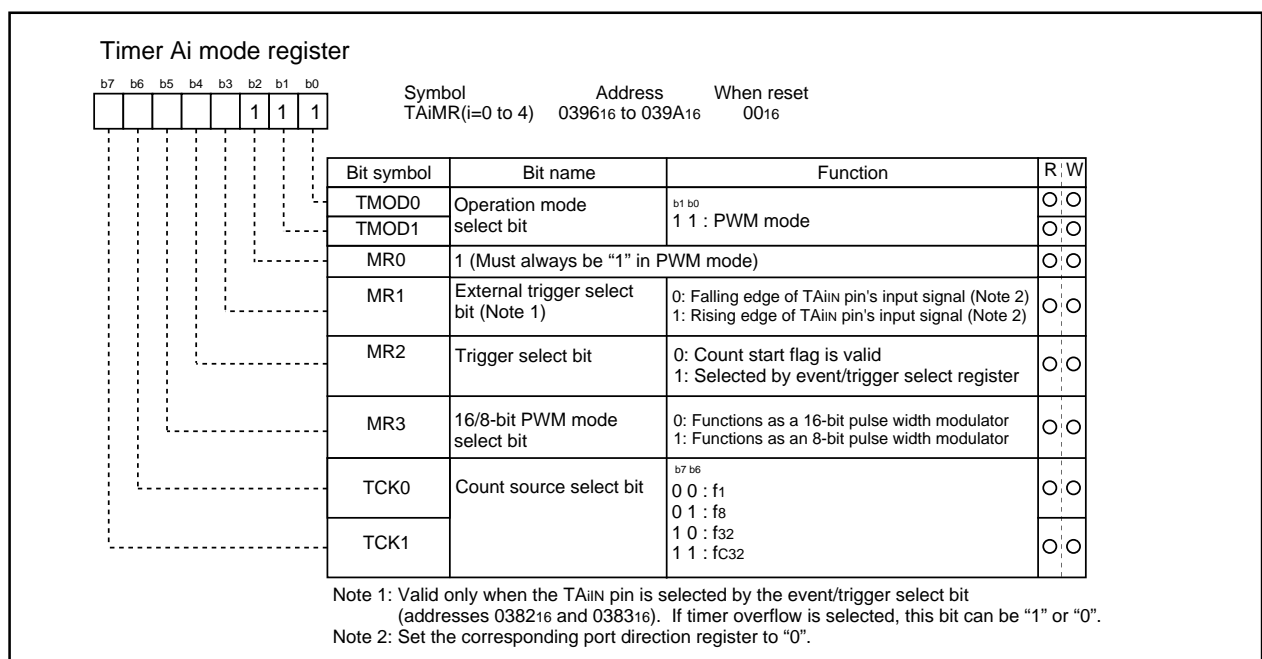 Timer Ai mode register
b7 b6 b5 b4 b3 b2 b1 b0
1 1 1
Symbol Address When reset
TAiMR(i=0 to 4) 039616 to 039A16 0016
Bit symbol Bit name Function R W
TMOD0 Operation mode select bit b1 b0
1 1 : PWM mode
TMOD1
MR0 1 (Must always be “1” in PWM mode)
MR1 External trigger select bit (Note 1) 0: Falling edge of TAiIN pin’s input signal (Note 2)
1: Rising edge of TAiIN pin’s input signal (Note 2)
MR2 Trigger select bit 0: Count start flag is valid
1: Selected by event/trigger select register
MR3 16/8-bit PWM mode select bit 0: Functions as a 16-bit pulse width modulator
1: Functions as an 8-bit pulse width modulator
TCK0 Count source select bit b7 b6
0 0 : f1
0 1 : f8
TCK1 1 0 : f32
1 1 : fC32
Note 1: Valid only when the TAiIN pin is selected by the event/trigger select bit
(addresses 038216 and 038316). If timer overflow is selected, this bit can be “1” or “0”.
Note 2: Set the corresponding port direction register to “0”.